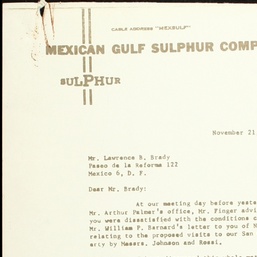 CABLE ADDRESS "MEXSULF"
MEXICAN GULF SULPHUR COMP
SULPHUR
November 21
Mr. Lawrence B. Brady
Paseo de la Reforma 122
Mexico 6, D. F.
Dear Mr. Brady:
At our meeting day before yeste
Mr. Arthur Palmer's office, Mr. Fingar advi
you were dissatisfied with the conditions o
Mr. William P. Barnard's letter to you of N
relating to the proposed visits to our San
erty by Messrs. Johnson and Rossi.